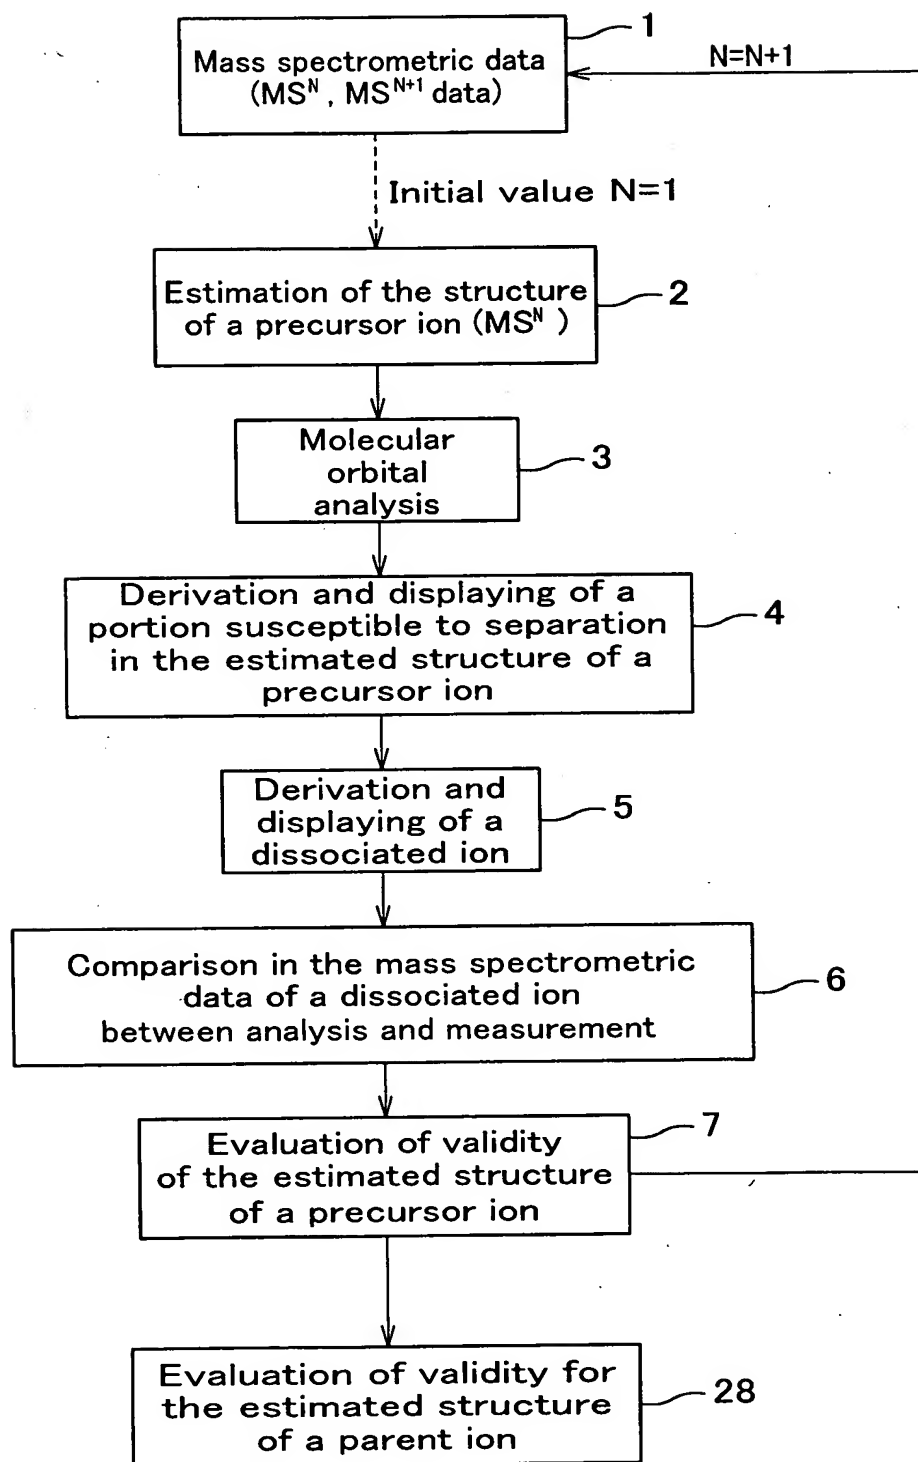 1
Mass spectrometric data
(MS^N , MS^N+1 data)
N=N+1
Initial value N=1
Estimation of the structure
of a precursor ion (MS^N )
2
Molecular
orbital
analysis
3
Derivation and displaying of a
portion susceptible to separation
in the estimated structure of a
precursor ion
4
Derivation and
displaying of a
dissociated ion
5
Comparison in the mass spectrometric
data of a dissociated ion
between analysis and measurement
6
Evaluation of validity
of the estimated structure
of a precursor ion
7
Evaluation of validity for
the estimated structure
of a parent ion
28